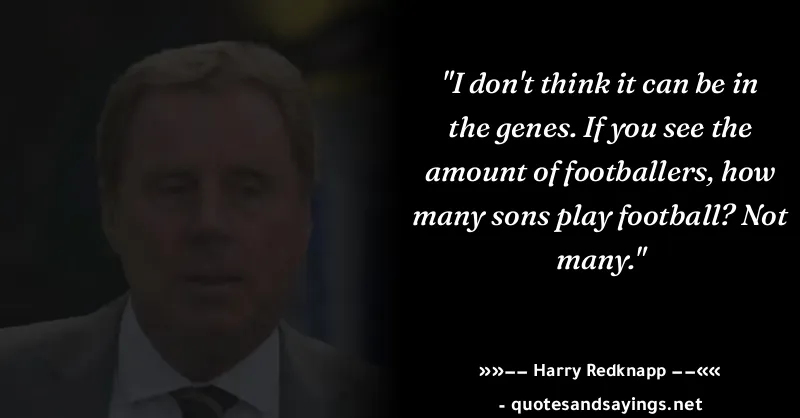 "I don't think it can be in
the genes. If you see the
amount of footballers, how
many sons play football? Not
many."
»»–– Harry Redknapp ––««
- quotesandsayings.net